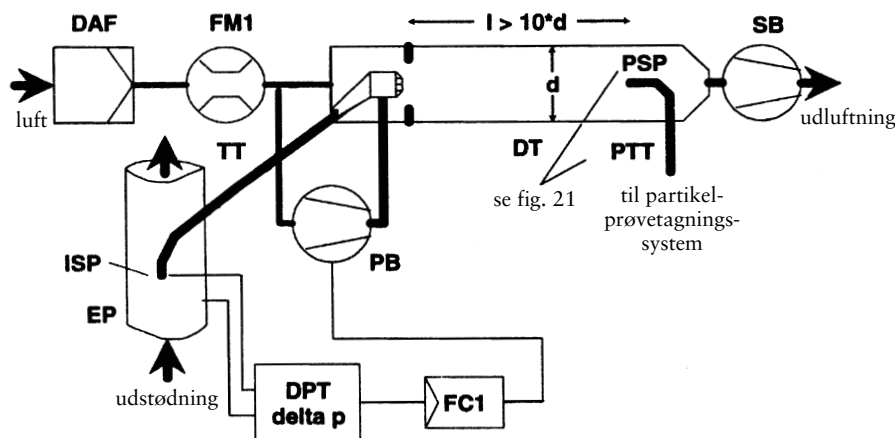 DAF
FM1
l > 10*d
SB
luft
d
PSP
udluftning
TT
DT
PTT
se fig. 21
til partikel-
prøvetagnings-
system
ISP
PB
EP
udstødning
DPT
delta p
FC1